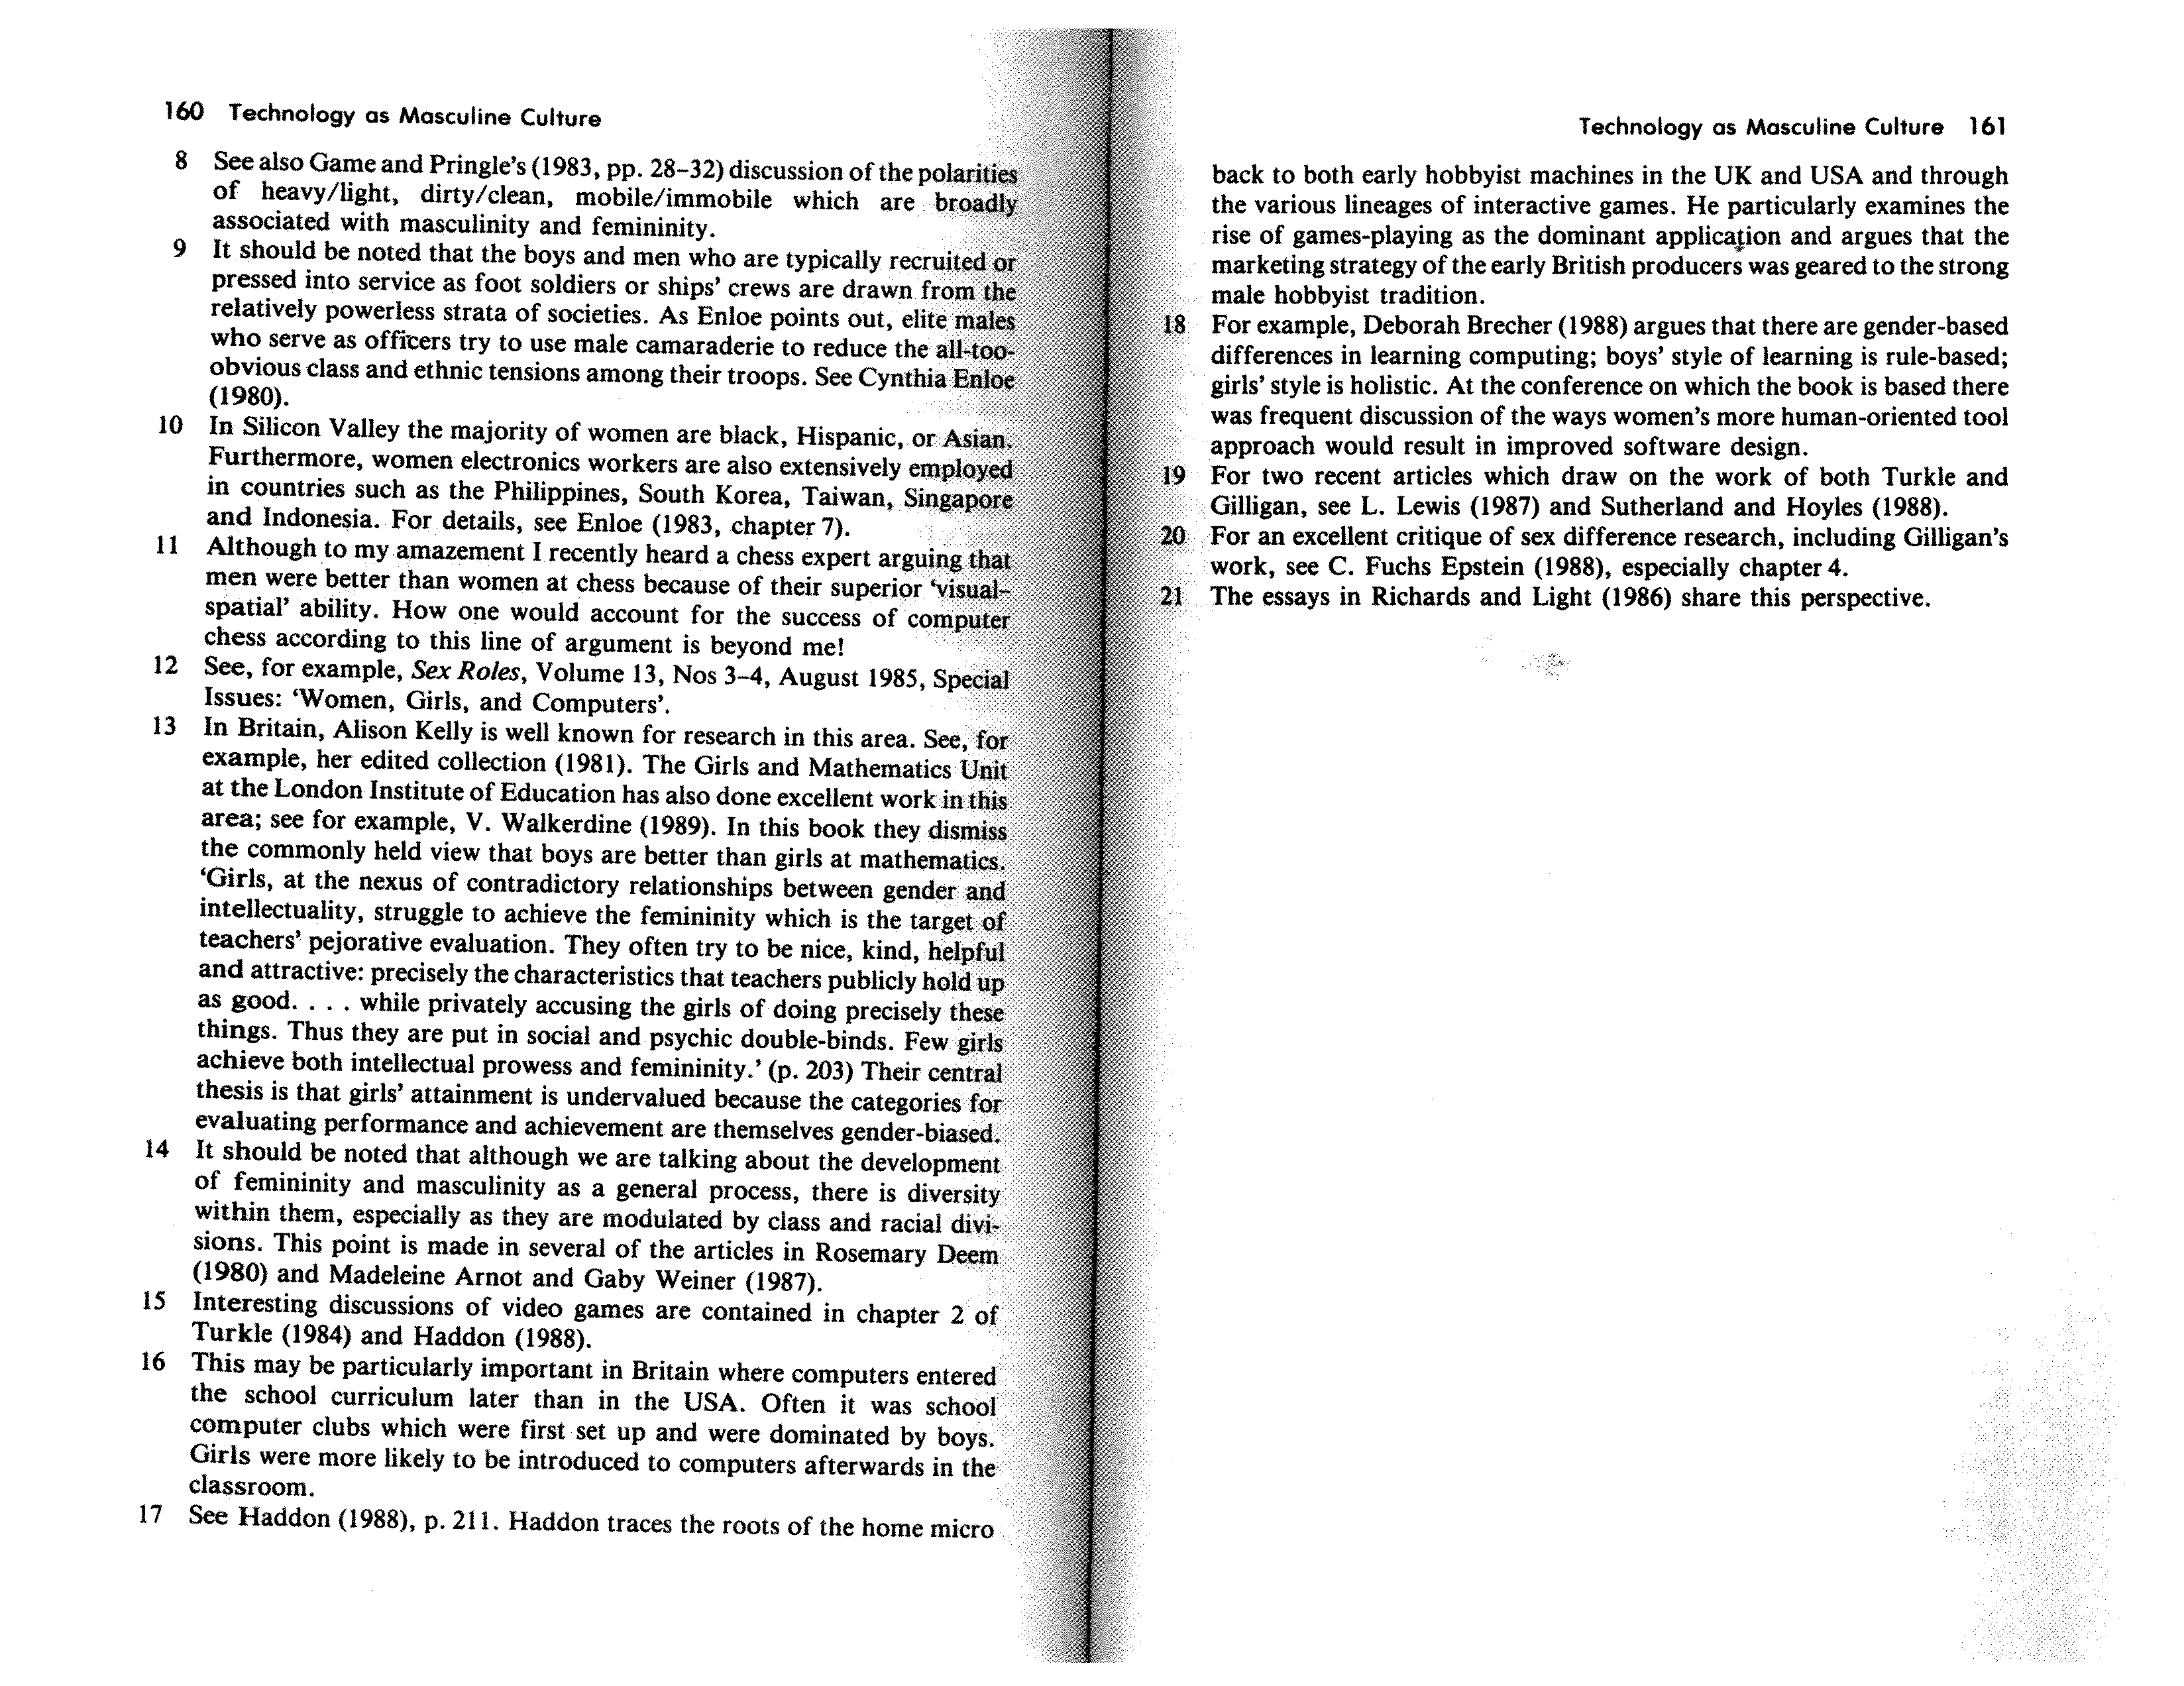 160 Technology as Masculine Culture
8 See also Game and Pringle's (1983, pp. 28–32) discussion of the polarities
of heavy/light, dirty/clean, mobile/immobile which are broadly
associated with masculinity and femininity.
9 It should be noted that the boys and men who are typically recruited or
pressed into service as foot soldiers or ships' crews are drawn from the
relatively powerless strata of societies. As Enloe points out, elite males
who serve as officers try to use male camaraderie to reduce the all-too-
obvious class and ethnic tensions among their troops. See Cynthia Enloe
(1980).
10 In Silicon Valley the majority of women are black, Hispanic, or Asian.
Furthermore, women electronics workers are also extensively employed
in countries such as the Philippines, South Korea, Taiwan, Singapore
and Indonesia. For details, see Enloe (1983, chapter 7).
11 Although to my amazement I recently heard a chess expert arguing that
men were better than women at chess because of their superior 'visual–
spatial' ability. How one would account for the success of computer
chess according to this line of argument is beyond me!
12 See, for example, Sex Roles, Volume 13, Nos 3–4, August 1985, Special
Issues: 'Women, Girls, and Computers'.
13 In Britain, Alison Kelly is well known for research in this area. See, for
example, her edited collection (1981). The Girls and Mathematics Unit
at the London Institute of Education has also done excellent work in this
area; see for example, V. Walkerdine (1989). In this book they dismiss
the commonly held view that boys are better than girls at mathematics.
'Girls, at the nexus of contradictory relationships between gender and
intellectuality, struggle to achieve the femininity which is the target of
teachers' pejorative evaluation. They often try to be nice, kind, helpful
and attractive: precisely the characteristics that teachers publicly hold up
as good. . . . while privately accusing the girls of doing precisely these
things. Thus they are put in social and psychic double-binds. Few girls
achieve both intellectual prowess and femininity.' (p. 203) Their central
thesis is that girls' attainment is undervalued because the categories for
evaluating performance and achievement are themselves gender-biased.
14 It should be noted that although we are talking about the development
of femininity and masculinity as a general process, there is diversity
within them, especially as they are modulated by class and racial divi-
sions. This point is made in several of the articles in Rosemary Deem
(1980) and Madeleine Arnot and Gaby Weiner (1987).
15 Interesting discussions of video games are contained in chapter 2 of
Turkle (1984) and Haddon (1988).
16 This may be particularly important in Britain where computers entered
the school curriculum later than in the USA. Often it was school
computer clubs which were first set up and were dominated by boys.
Girls were more likely to be introduced to computers afterwards in the
classroom.
17 See Haddon (1988), p. 211. Haddon traces the roots of the home micro
Technology as Masculine Culture 161
back to both early hobbyist machines in the UK and USA and through
the various lineages of interactive games. He particularly examines the
rise of games-playing as the dominant application and argues that the
marketing strategy of the early British producers was geared to the strong
male hobbyist tradition.
18 For example, Deborah Brecher (1988) argues that there are gender-based
differences in learning computing; boys' style of learning is rule-based;
girls' style is holistic. At the conference on which the book is based there
was frequent discussion of the ways women's more human-oriented tool
approach would result in improved software design.
19 For two recent articles which draw on the work of both Turkle and
Gilligan, see L. Lewis (1987) and Sutherland and Hoyles (1988).
20 For an excellent critique of sex difference research, including Gilligan's
work, see C. Fuchs Epstein (1988), especially chapter 4.
21 The essays in Richards and Light (1986) share this perspective.